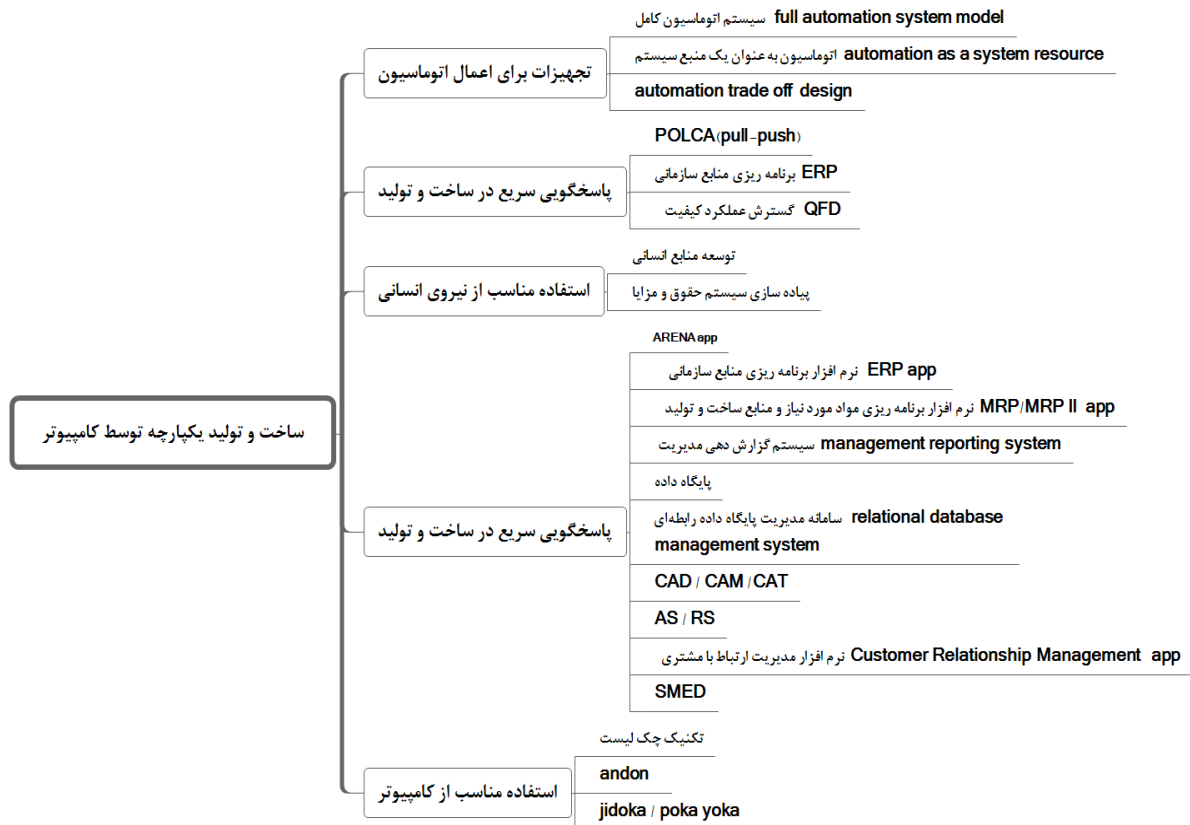 ساخت و تولید یکپارچه توسط کامپیوتر
تجهیزات برای اعمال اتوماسیون
full automation system model سیستم اتوماسیون کامل
automation as a system resource اتوماسیون به عنوان یک منبع سیستم
automation trade off design
پاسخگویی سریع در ساخت و تولید
POLCA(pull-push)
ERP برنامه ریزی منابع سازمانی
QFD گسترش عملکرد کیفیت
استفاده مناسب از نیروی انسانی
توسعه منابع انسانی
پیاده سازی سیستم حقوق و مزایا
پاسخگویی سریع در ساخت و تولید
ARENA app
ERP app نرم افزار برنامه ریزی منابع سازمانی
MRP/MRP II app نرم افزار برنامه ریزی مواد مورد نیاز و منابع ساخت و تولید
management reporting system سیستم گزارش دهی مدیریت
پایگاه داده
relational database سامانه مدیریت پایگاه داده رابطه‌ای
management system
CAD / CAM /CAT
AS / RS
Customer Relationship Management app نرم افزار مدیریت ارتباط با مشتری
SMED
استفاده مناسب از کامپیوتر
تکنیک چک لیست
andon
jidoka / poka yoka